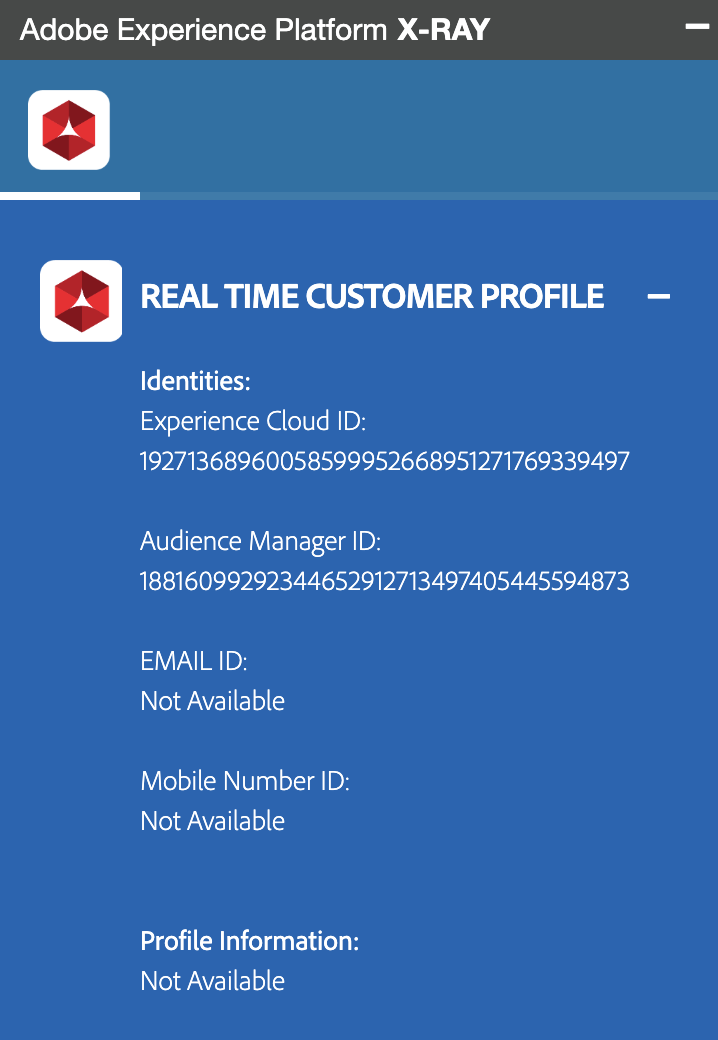 Adobe Experience Platform X-RAY
REAL TIME CUSTOMER PROFILE
Identities:
Experience Cloud ID:
19271368960058599952668951271769339497
Audience Manager ID:
18816099292344652912713497405445594873
EMAIL ID:
Not Available
Mobile Number ID:
Not Available
Profile Information:
Not Available